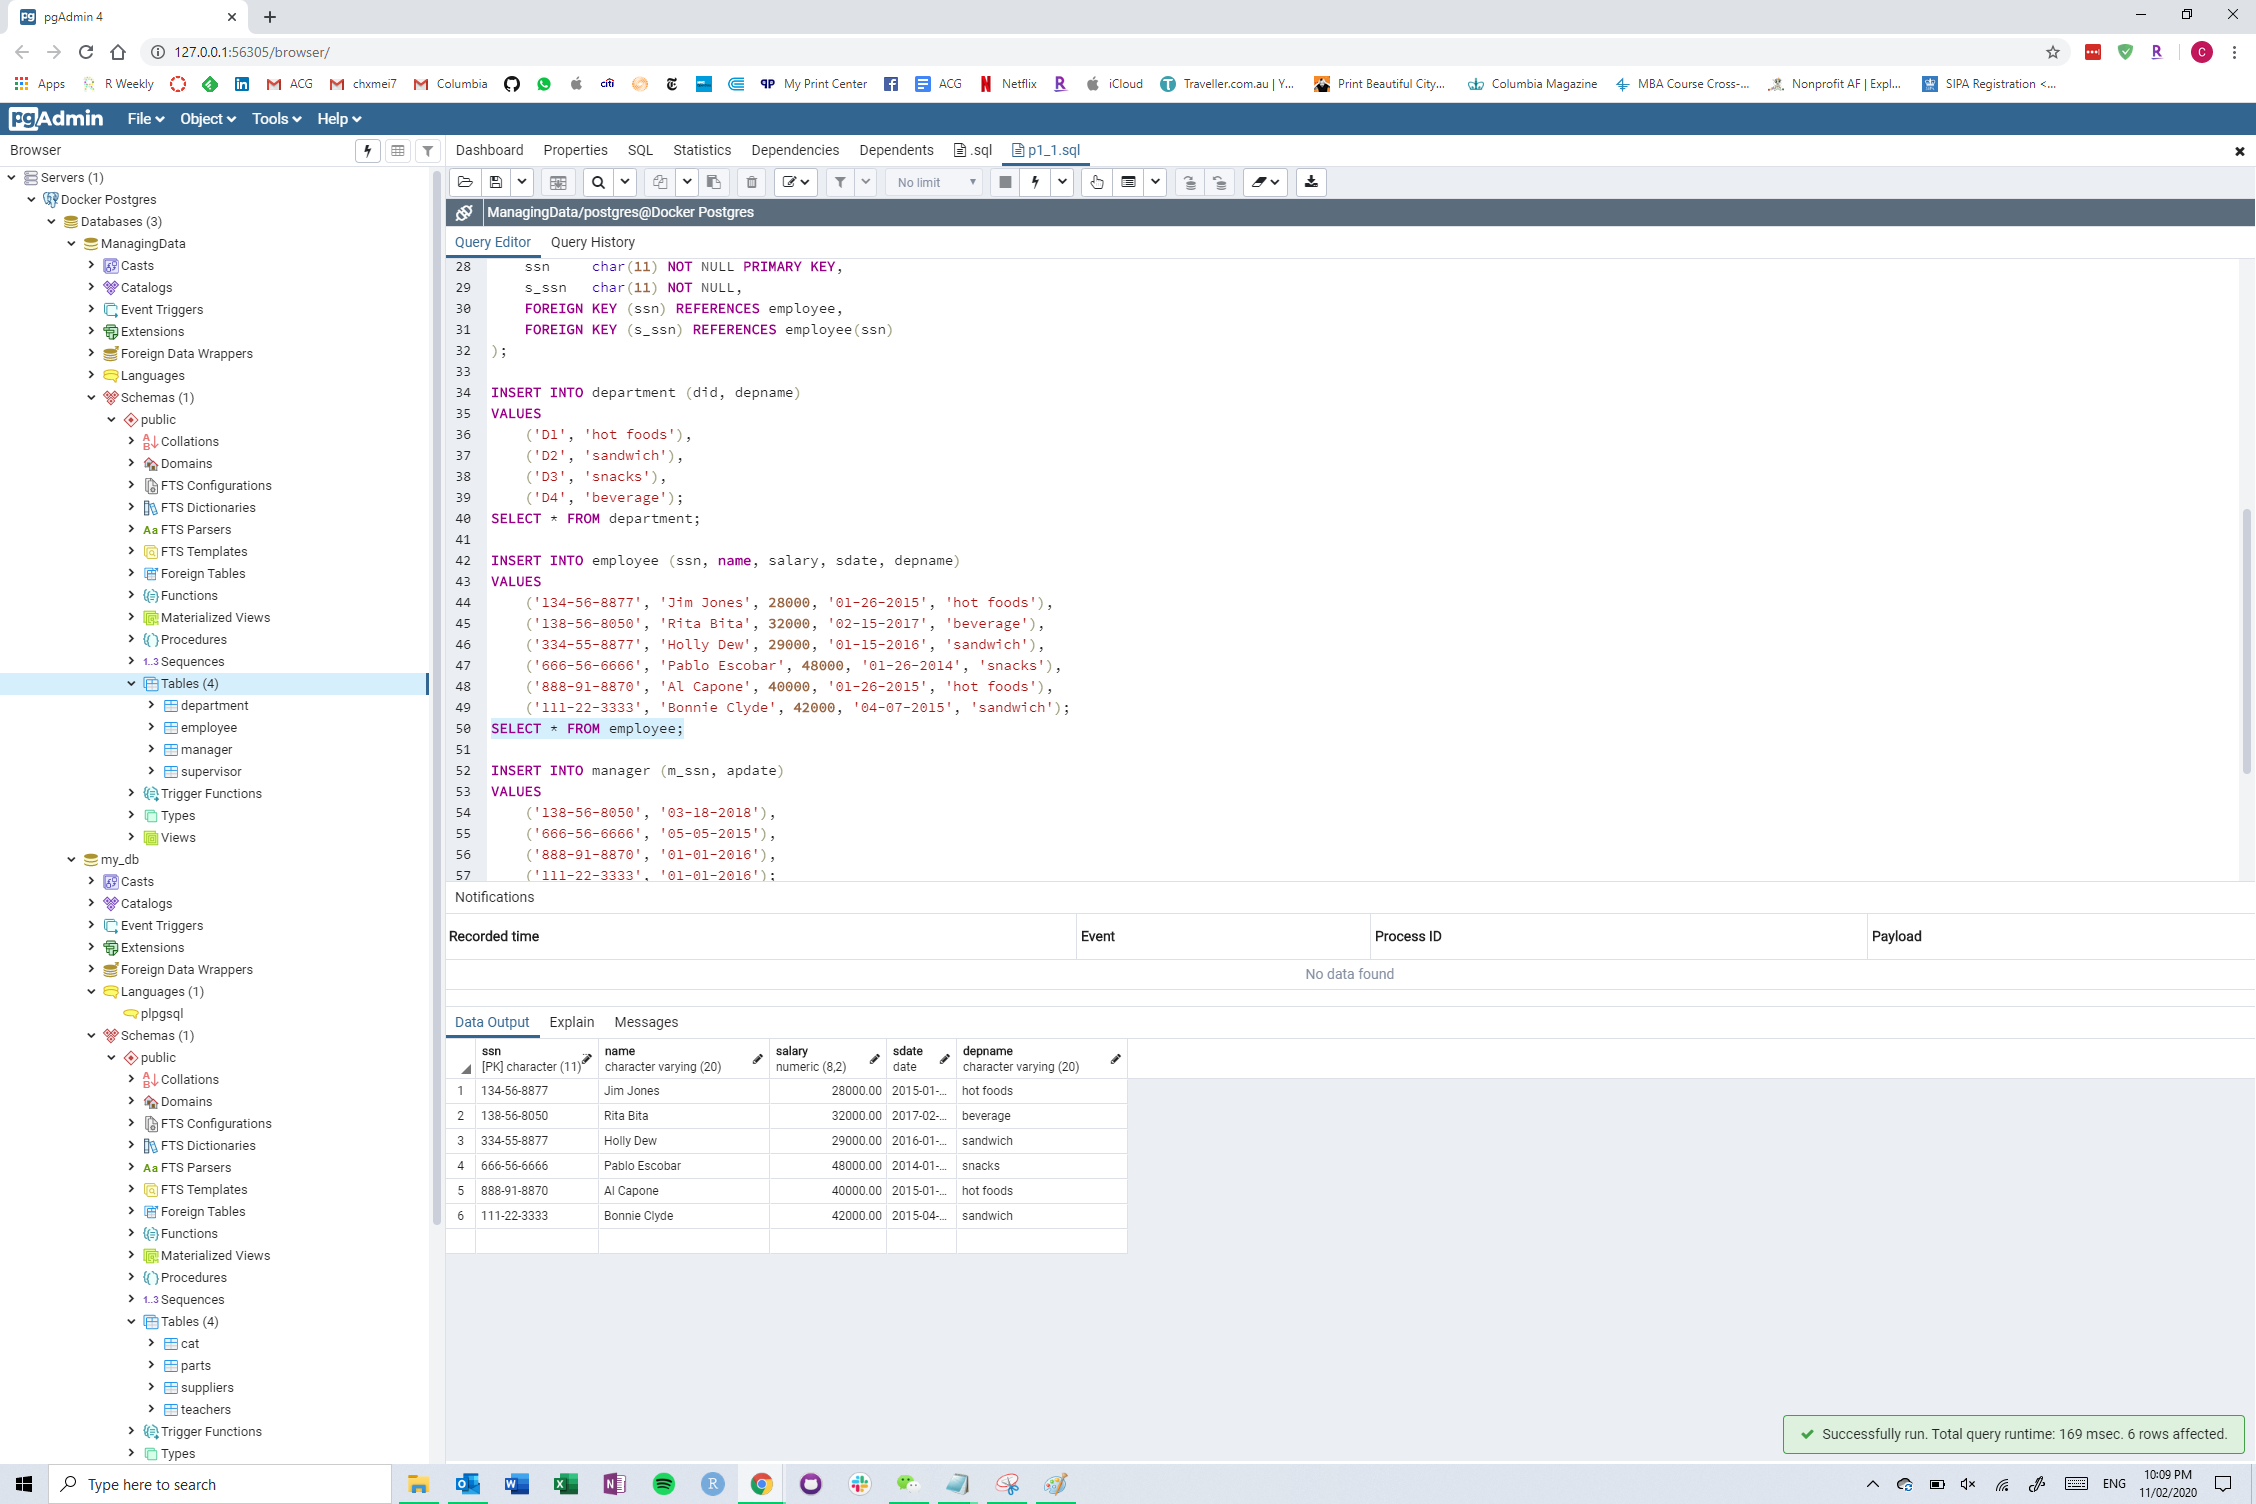 pgAdmin 4
127.0.0.1:56305/browser/
Apps R Weekly ACG chxmei7 Columbia My Print Center ACG Netflix iCloud Traveller.com.au | Y... Print Beautiful City... Columbia Magazine MBA Course Cross-... Nonprofit AF | Expl... SIPA Registration <...
pgAdmin File Object Tools Help
Browser
Servers (1)
Docker Postgres
Databases (3)
ManagingData
Casts
Catalogs
Event Triggers
Extensions
Foreign Data Wrappers
Languages
Schemas (1)
public
Collations
Domains
FTS Configurations
FTS Dictionaries
FTS Parsers
FTS Templates
Foreign Tables
Functions
Materialized Views
Procedures
1..3 Sequences
Tables (4)
department
employee
manager
supervisor
Trigger Functions
Types
Views
my_db
Casts
Catalogs
Event Triggers
Extensions
Foreign Data Wrappers
Languages (1)
plpgsql
Schemas (1)
public
Collations
Domains
FTS Configurations
FTS Dictionaries
FTS Parsers
FTS Templates
Foreign Tables
Functions
Materialized Views
Procedures
1..3 Sequences
Tables (4)
cat
parts
suppliers
teachers
Trigger Functions
Types
Dashboard Properties SQL Statistics Dependencies Dependents .sql p1_1.sql
No limit
ManagingData/postgres@Docker Postgres
Query Editor Query History
28 ssn char(11) NOT NULL PRIMARY KEY,
29 s_ssn char(11) NOT NULL,
30 FOREIGN KEY (ssn) REFERENCES employee,
31 FOREIGN KEY (s_ssn) REFERENCES employee(ssn)
32 );
33
34 INSERT INTO department (did, depname)
35 VALUES
36 ('D1', 'hot foods'),
37 ('D2', 'sandwich'),
38 ('D3', 'snacks'),
39 ('D4', 'beverage');
40 SELECT * FROM department;
41
42 INSERT INTO employee (ssn, name, salary, sdate, depname)
43 VALUES
44 ('134-56-8877', 'Jim Jones', 28000, '01-26-2015', 'hot foods'),
45 ('138-56-8050', 'Rita Bita', 32000, '02-15-2017', 'beverage'),
46 ('334-55-8877', 'Holly Dew', 29000, '01-15-2016', 'sandwich'),
47 ('666-56-6666', 'Pablo Escobar', 48000, '01-26-2014', 'snacks'),
48 ('888-91-8870', 'Al Capone', 40000, '01-26-2015', 'hot foods'),
49 ('111-22-3333', 'Bonnie Clyde', 42000, '04-07-2015', 'sandwich');
50 SELECT * FROM employee;
51
52 INSERT INTO manager (m_ssn, apdate)
53 VALUES
54 ('138-56-8050', '03-18-2018'),
55 ('666-56-6666', '05-05-2015'),
56 ('888-91-8870', '01-01-2016'),
57 ('111-22-3333', '01-01-2016');
Notifications
Recorded time Event Process ID Payload
No data found
Data Output Explain Messages
ssn name salary sdate depname
[PK] character (11) character varying (20) numeric (8,2) date character varying (20)
1 134-56-8877 Jim Jones 28000.00 2015-01-... hot foods
2 138-56-8050 Rita Bita 32000.00 2017-02-... beverage
3 334-55-8877 Holly Dew 29000.00 2016-01-... sandwich
4 666-56-6666 Pablo Escobar 48000.00 2014-01-... snacks
5 888-91-8870 Al Capone 40000.00 2015-01-... hot foods
6 111-22-3333 Bonnie Clyde 42000.00 2015-04-... sandwich
Successfully run. Total query runtime: 169 msec. 6 rows affected.
Type here to search
ENG
10:09 PM
11/02/2020